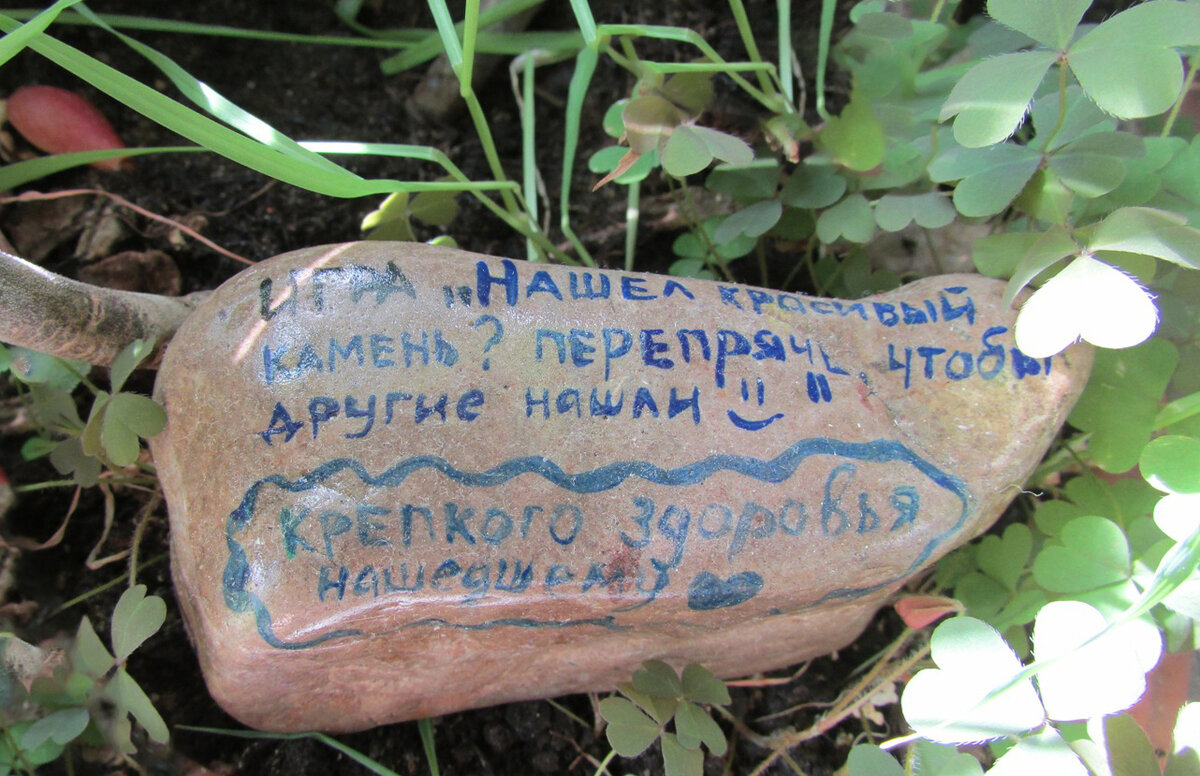 ИГРА „НАШЕЛ КРАСИВЫЙ
КАМЕНЬ? ПЕРЕПРЯЧЬ, ЧТОБЫ
ДРУГИЕ НАШЛИ "
КРЕПКОГО ЗДОРОВЬЯ
НАШЕДШЕМУ